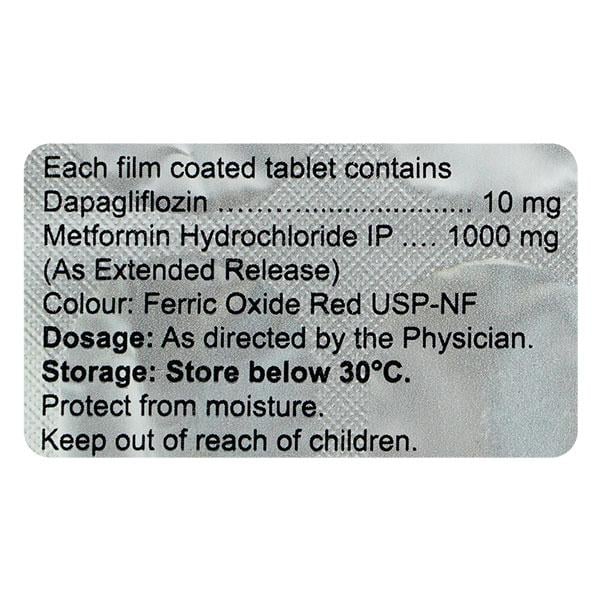 Each film coated tablet contains
Dapagliflozin ................................... 10 mg
Metformin Hydrochloride IP .... 1000 mg
(As Extended Release)
Colour: Ferric Oxide Red USP-NF
Dosage: As directed by the Physician.
Storage: Store below 30°C.
Protect from moisture.
Keep out of reach of children.